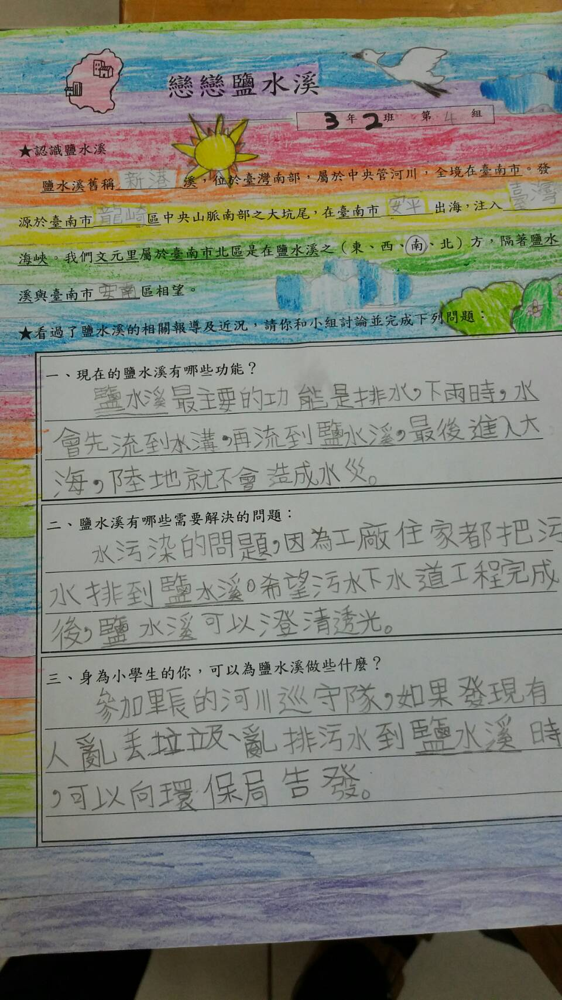 戀戀鹽水溪
3年2班 第4組
★認識鹽水溪
鹽水溪舊稱新港溪，位於臺灣南部，屬於中央管河川，全境在臺南市。發
源於臺南市龍崎區中央山脈南部之大坑尾，在臺南市安平出海，注入臺灣
海峽。我們文元里屬於臺南市北區是在鹽水溪之（東、西、南、北）方，隔著鹽水
溪與臺南市安南區相望。
★看過了鹽水溪的相關報導及近況，請你和小組討論並完成下列問題：
一、現在的鹽水溪有哪些功能？
鹽水溪最主要的功能是排水，下雨時，水
會先流到水溝，再流到鹽水溪，最後進入大
海，陸地就不會造成水災。
二、鹽水溪有哪些需要解決的問題：
水污染的問題，因為工廠住家都把污
水排到鹽水溪。希望污水下水道工程完成
後，鹽水溪可以澄清透光。
三、身為小學生的你，可以為鹽水溪做些什麼？
參加里長的河川巡守隊，如果發現有
人亂丟垃圾、亂排污水到鹽水溪時
，可以向環保局告發。